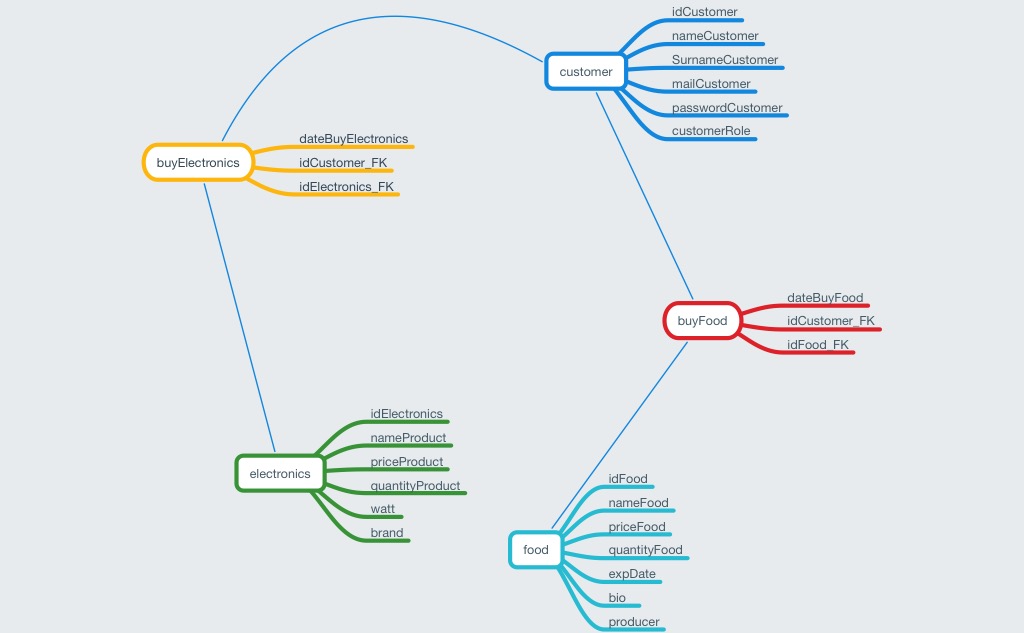 customer
idCustomer
nameCustomer
SurnameCustomer
mailCustomer
passwordCustomer
customerRole
buyElectronics
dateBuyElectronics
idCustomer_FK
idElectronics_FK
buyFood
dateBuyFood
idCustomer_FK
idFood_FK
electronics
idElectronics
nameProduct
priceProduct
quantityProduct
watt
brand
food
idFood
nameFood
priceFood
quantityFood
expDate
bio
producer